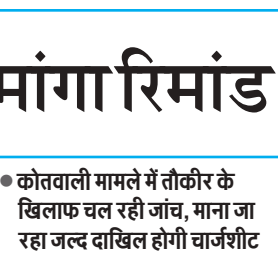 मांगा रिमांड
● कोतवाली मामले में तौकीर के
खिलाफ चल रही जांच, माना जा
रहा जल्द दाखिल होगी चार्जशीट